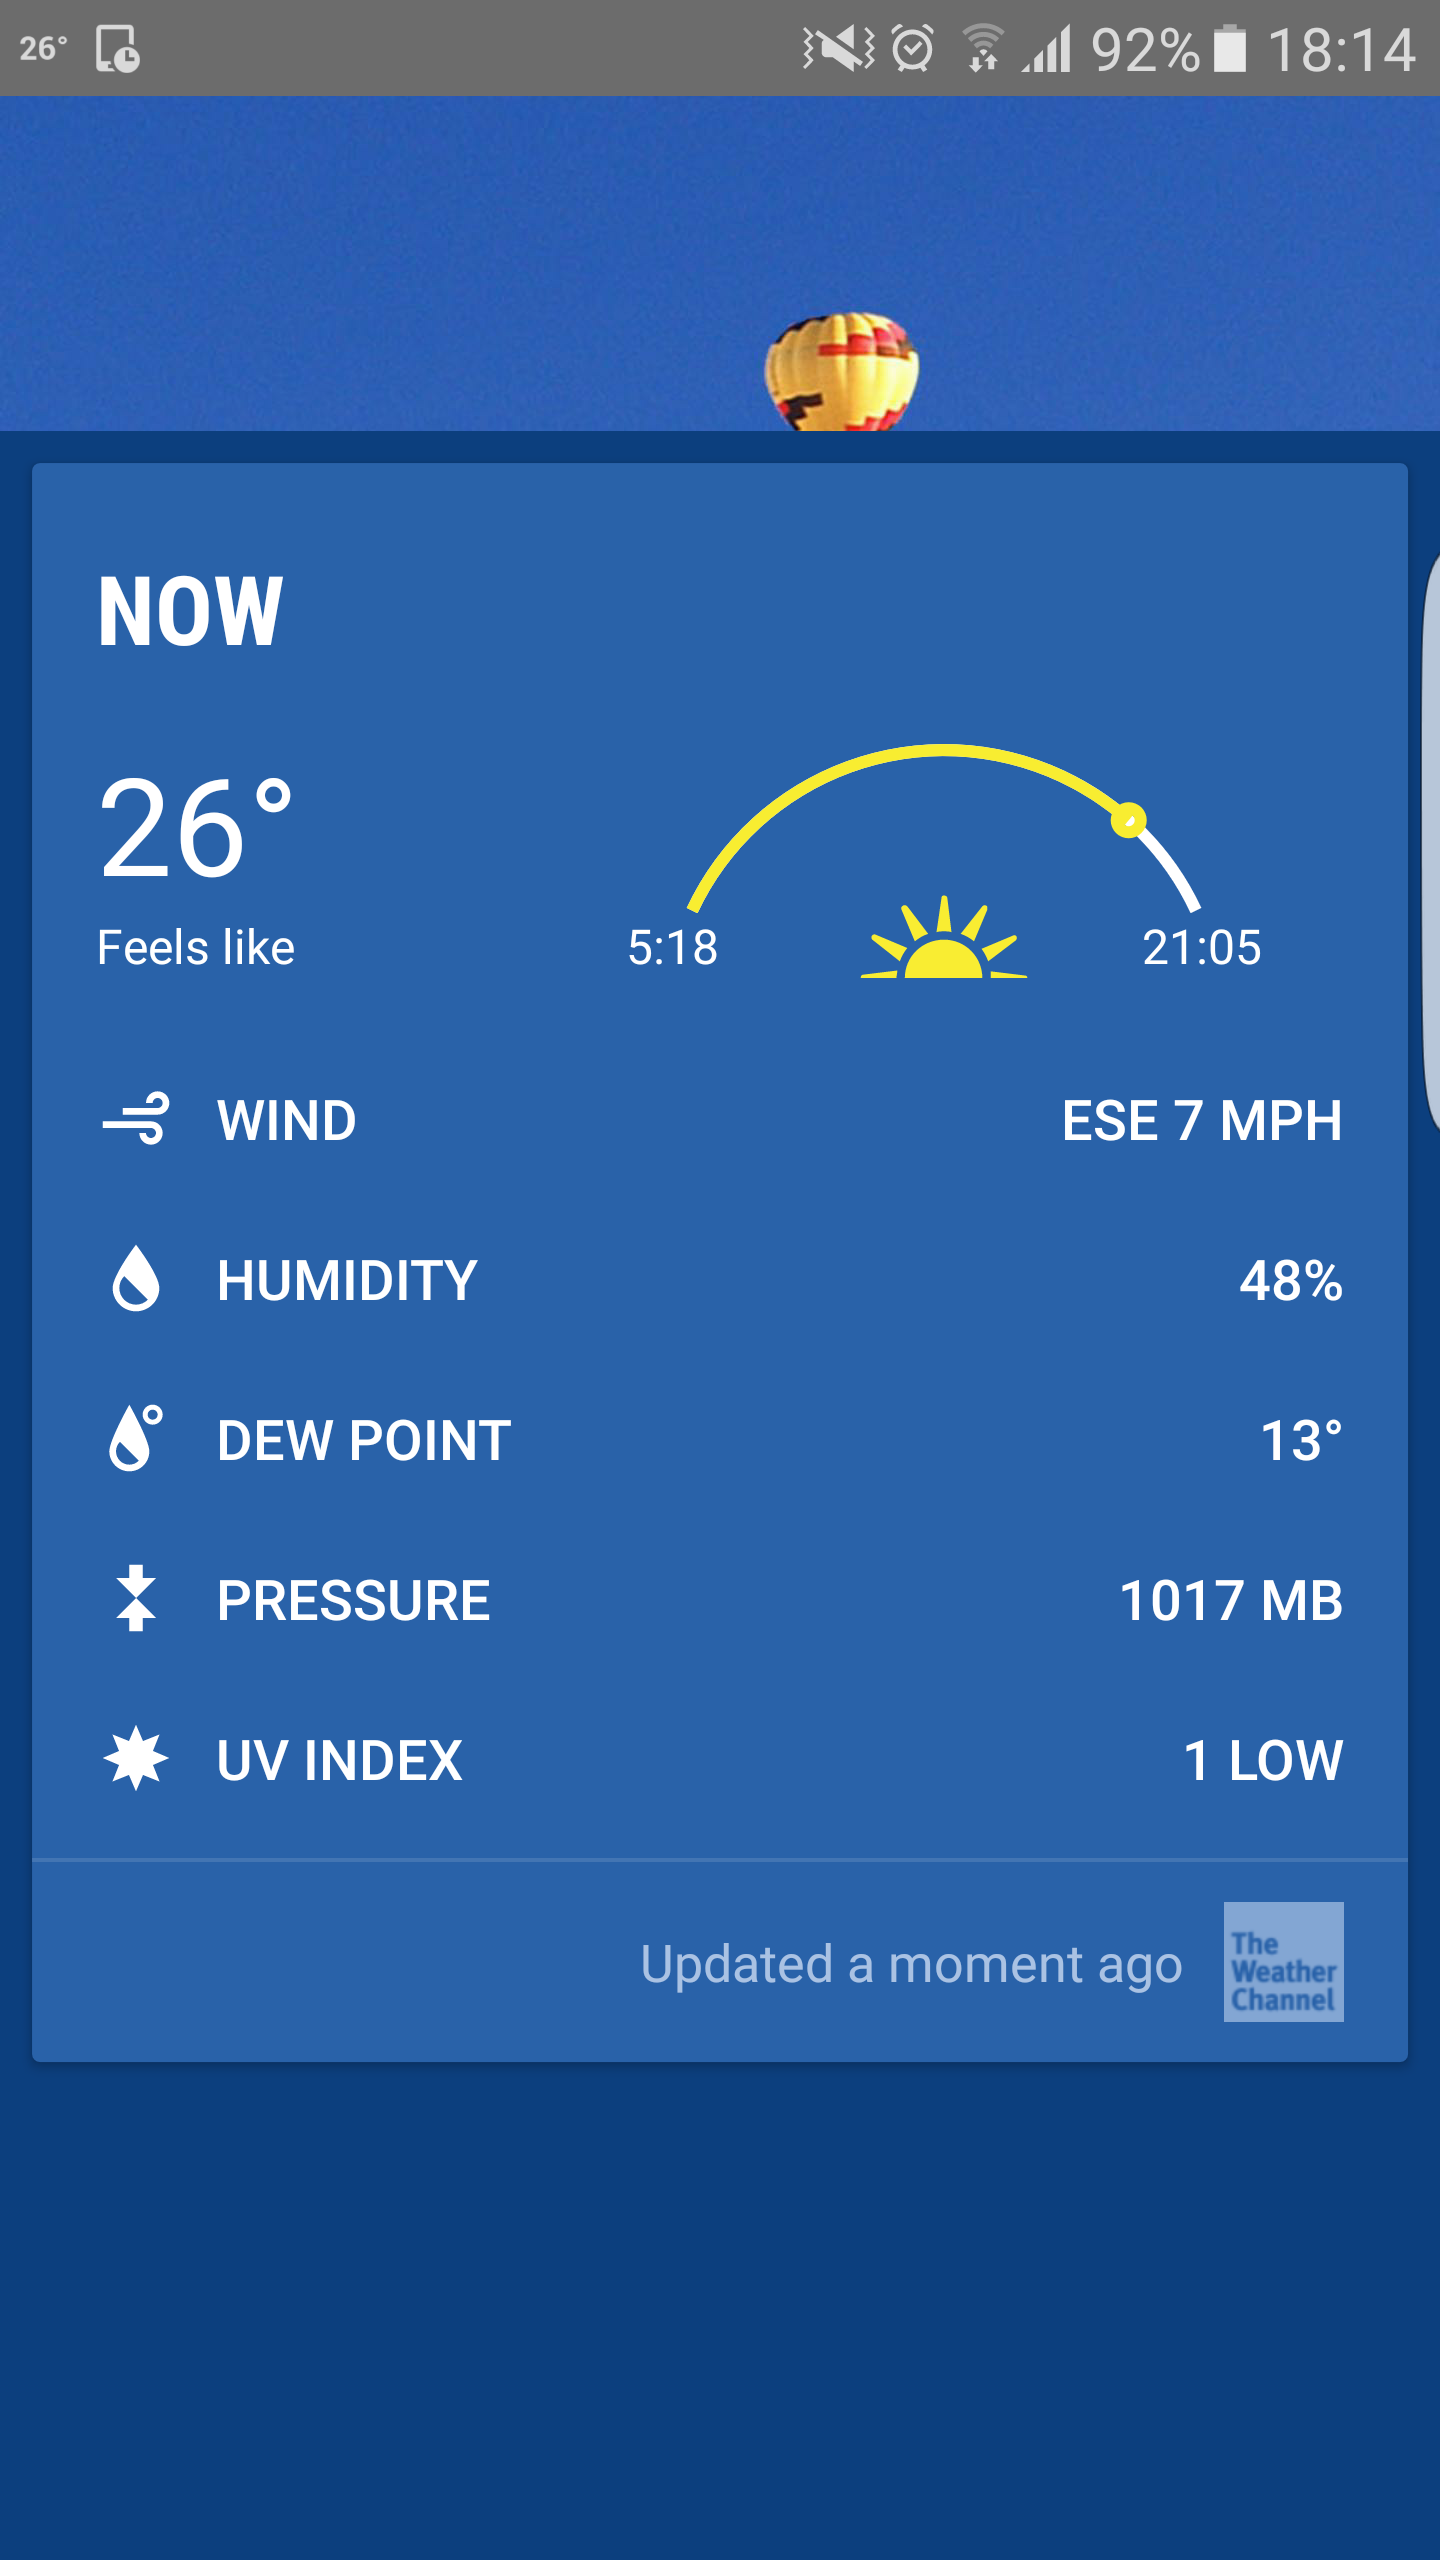 26° 92% 18:14
NOW
26°
Feels like
5:18 21:05
WIND ESE 7 MPH
HUMIDITY 48%
DEW POINT 13°
PRESSURE 1017 MB
UV INDEX 1 LOW
Updated a moment ago
The
Weather
Channel